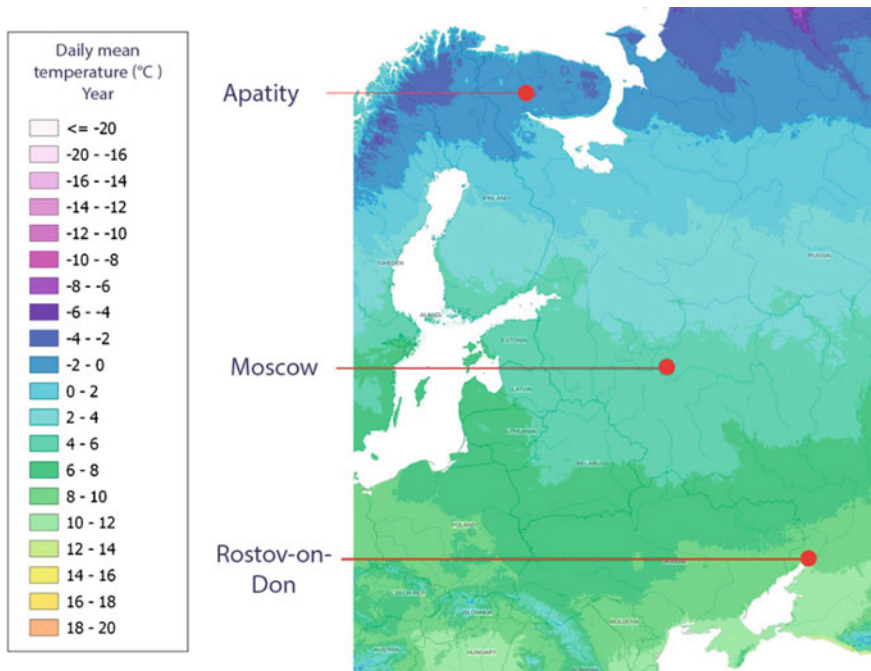 Daily mean
temperature (°C )
Year
<= -20
-20 - -16
-16 - -14
-14 - -12
-12 - -10
-10 - -8
-8 - -6
-6 - -4
-4 - -2
-2 - 0
0 - 2
2 - 4
4 - 6
6 - 8
8 - 10
10 - 12
12 - 14
14 - 16
16 - 18
18 - 20
Apatity
Moscow
Rostov-on-
Don
FINLAND
SWEDEN
RUSSIA
ALAND
ESTONIA
LATVIA
LITHUANIA
BELARUS
POLAND
UKRAINE
MOLDOVA
HUNGARY
AUSTRIA